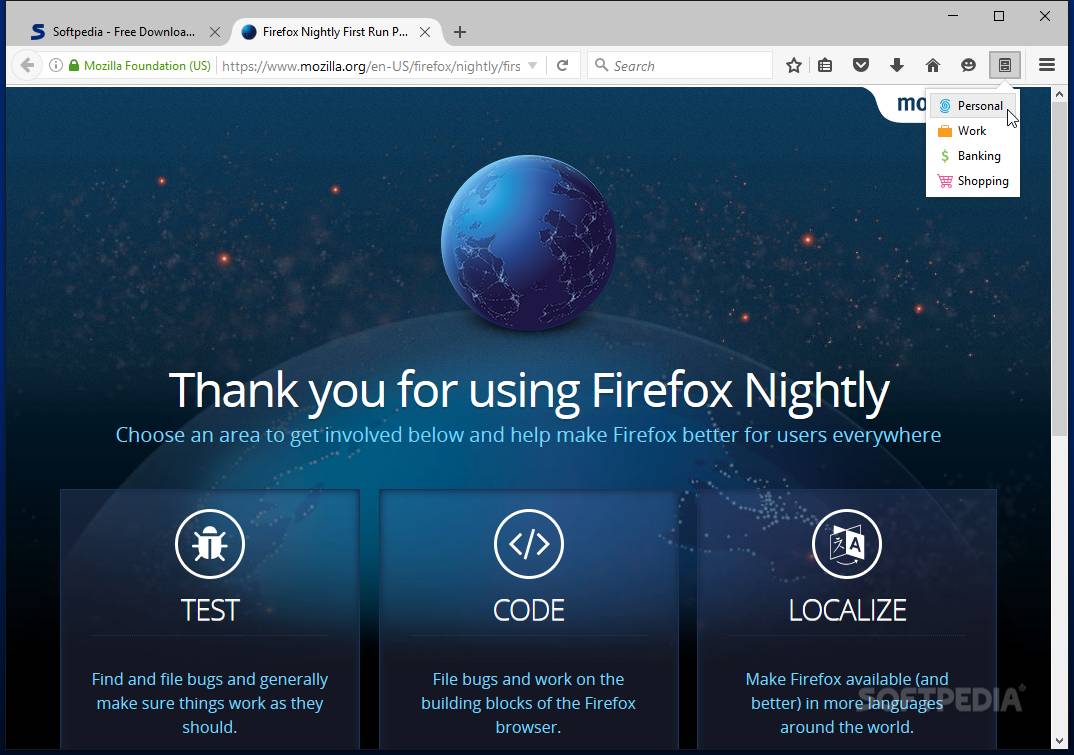 Softpedia - Free Downloa...
Firefox Nightly First Run P...
Mozilla Foundation (US)
https://www.mozilla.org/en-US/firefox/nightly/firs
Search
mo
Personal
Work
Banking
Shopping
Thank you for using Firefox Nightly
Choose an area to get involved below and help make Firefox better for users everywhere
TEST
Find and file bugs and generally
make sure things work as they
should.
CODE
File bugs and work on the
building blocks of the Firefox
browser.
LOCALIZE
Make Firefox available (and
better) in more languages
around the world.
SOFTPEDIA